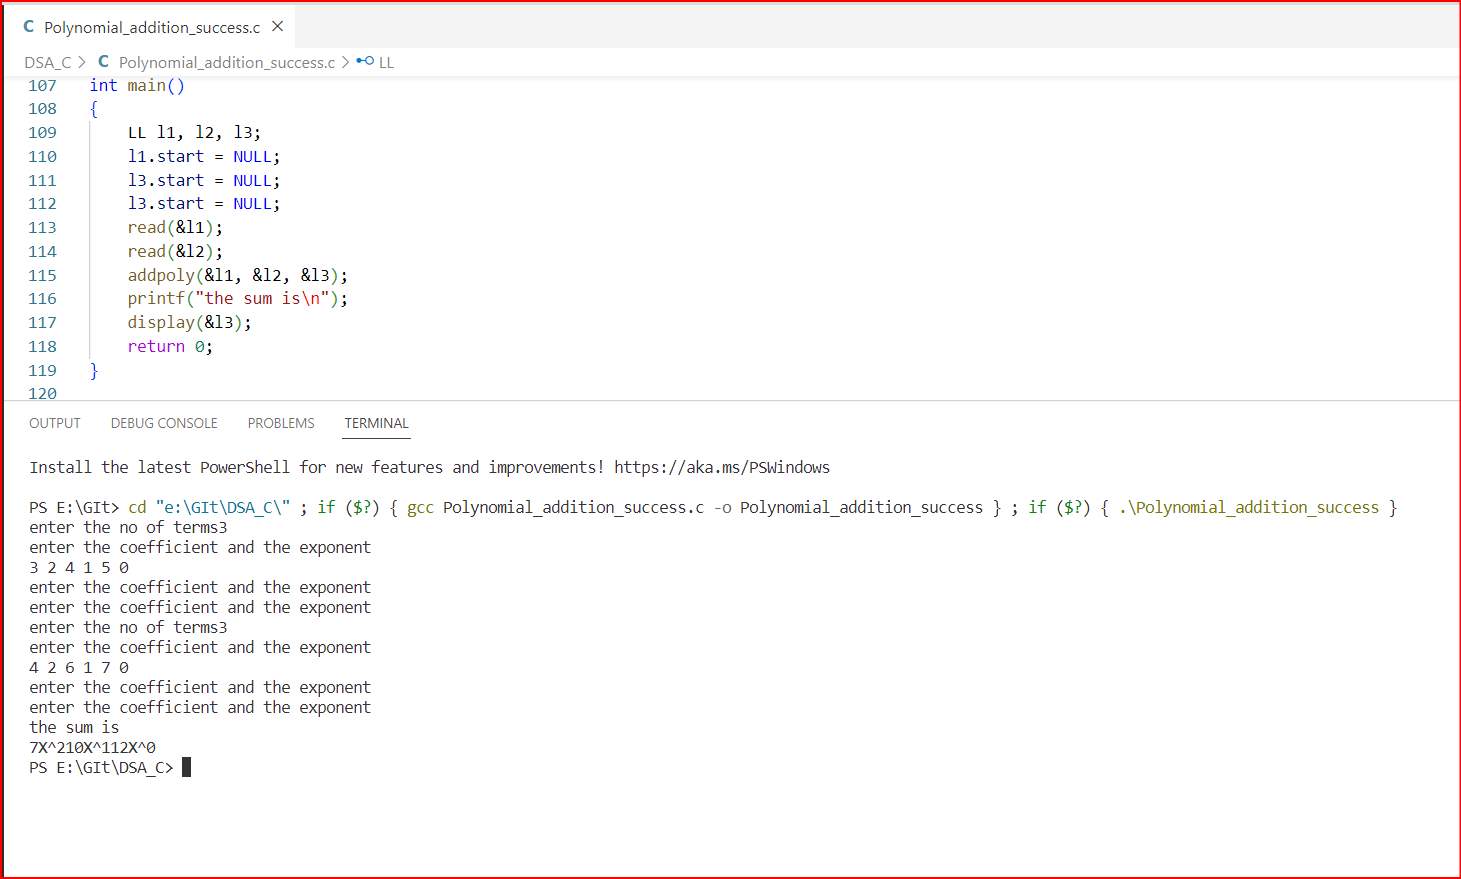 C Polynomial_addition_success.c ×
DSA_C > C Polynomial_addition_success.c > LL
107 int main()
108 {
109 LL l1, l2, l3;
110 l1.start = NULL;
111 l3.start = NULL;
112 l3.start = NULL;
113 read(&l1);
114 read(&l2);
115 addpoly(&l1, &l2, &l3);
116 printf("the sum is\n");
117 display(&l3);
118 return 0;
119 }
120
OUTPUT DEBUG CONSOLE PROBLEMS TERMINAL
Install the latest PowerShell for new features and improvements! https://aka.ms/PSWindows
PS E:\GIt> cd "e:\GIt\DSA_C\" ; if ($?) { gcc Polynomial_addition_success.c -o Polynomial_addition_success } ; if ($?) { .\Polynomial_addition_success }
enter the no of terms3
enter the coefficient and the exponent
3 2 4 1 5 0
enter the coefficient and the exponent
enter the coefficient and the exponent
enter the no of terms3
enter the coefficient and the exponent
4 2 6 1 7 0
enter the coefficient and the exponent
enter the coefficient and the exponent
the sum is
7X^210X^112X^0
PS E:\GIt\DSA_C>